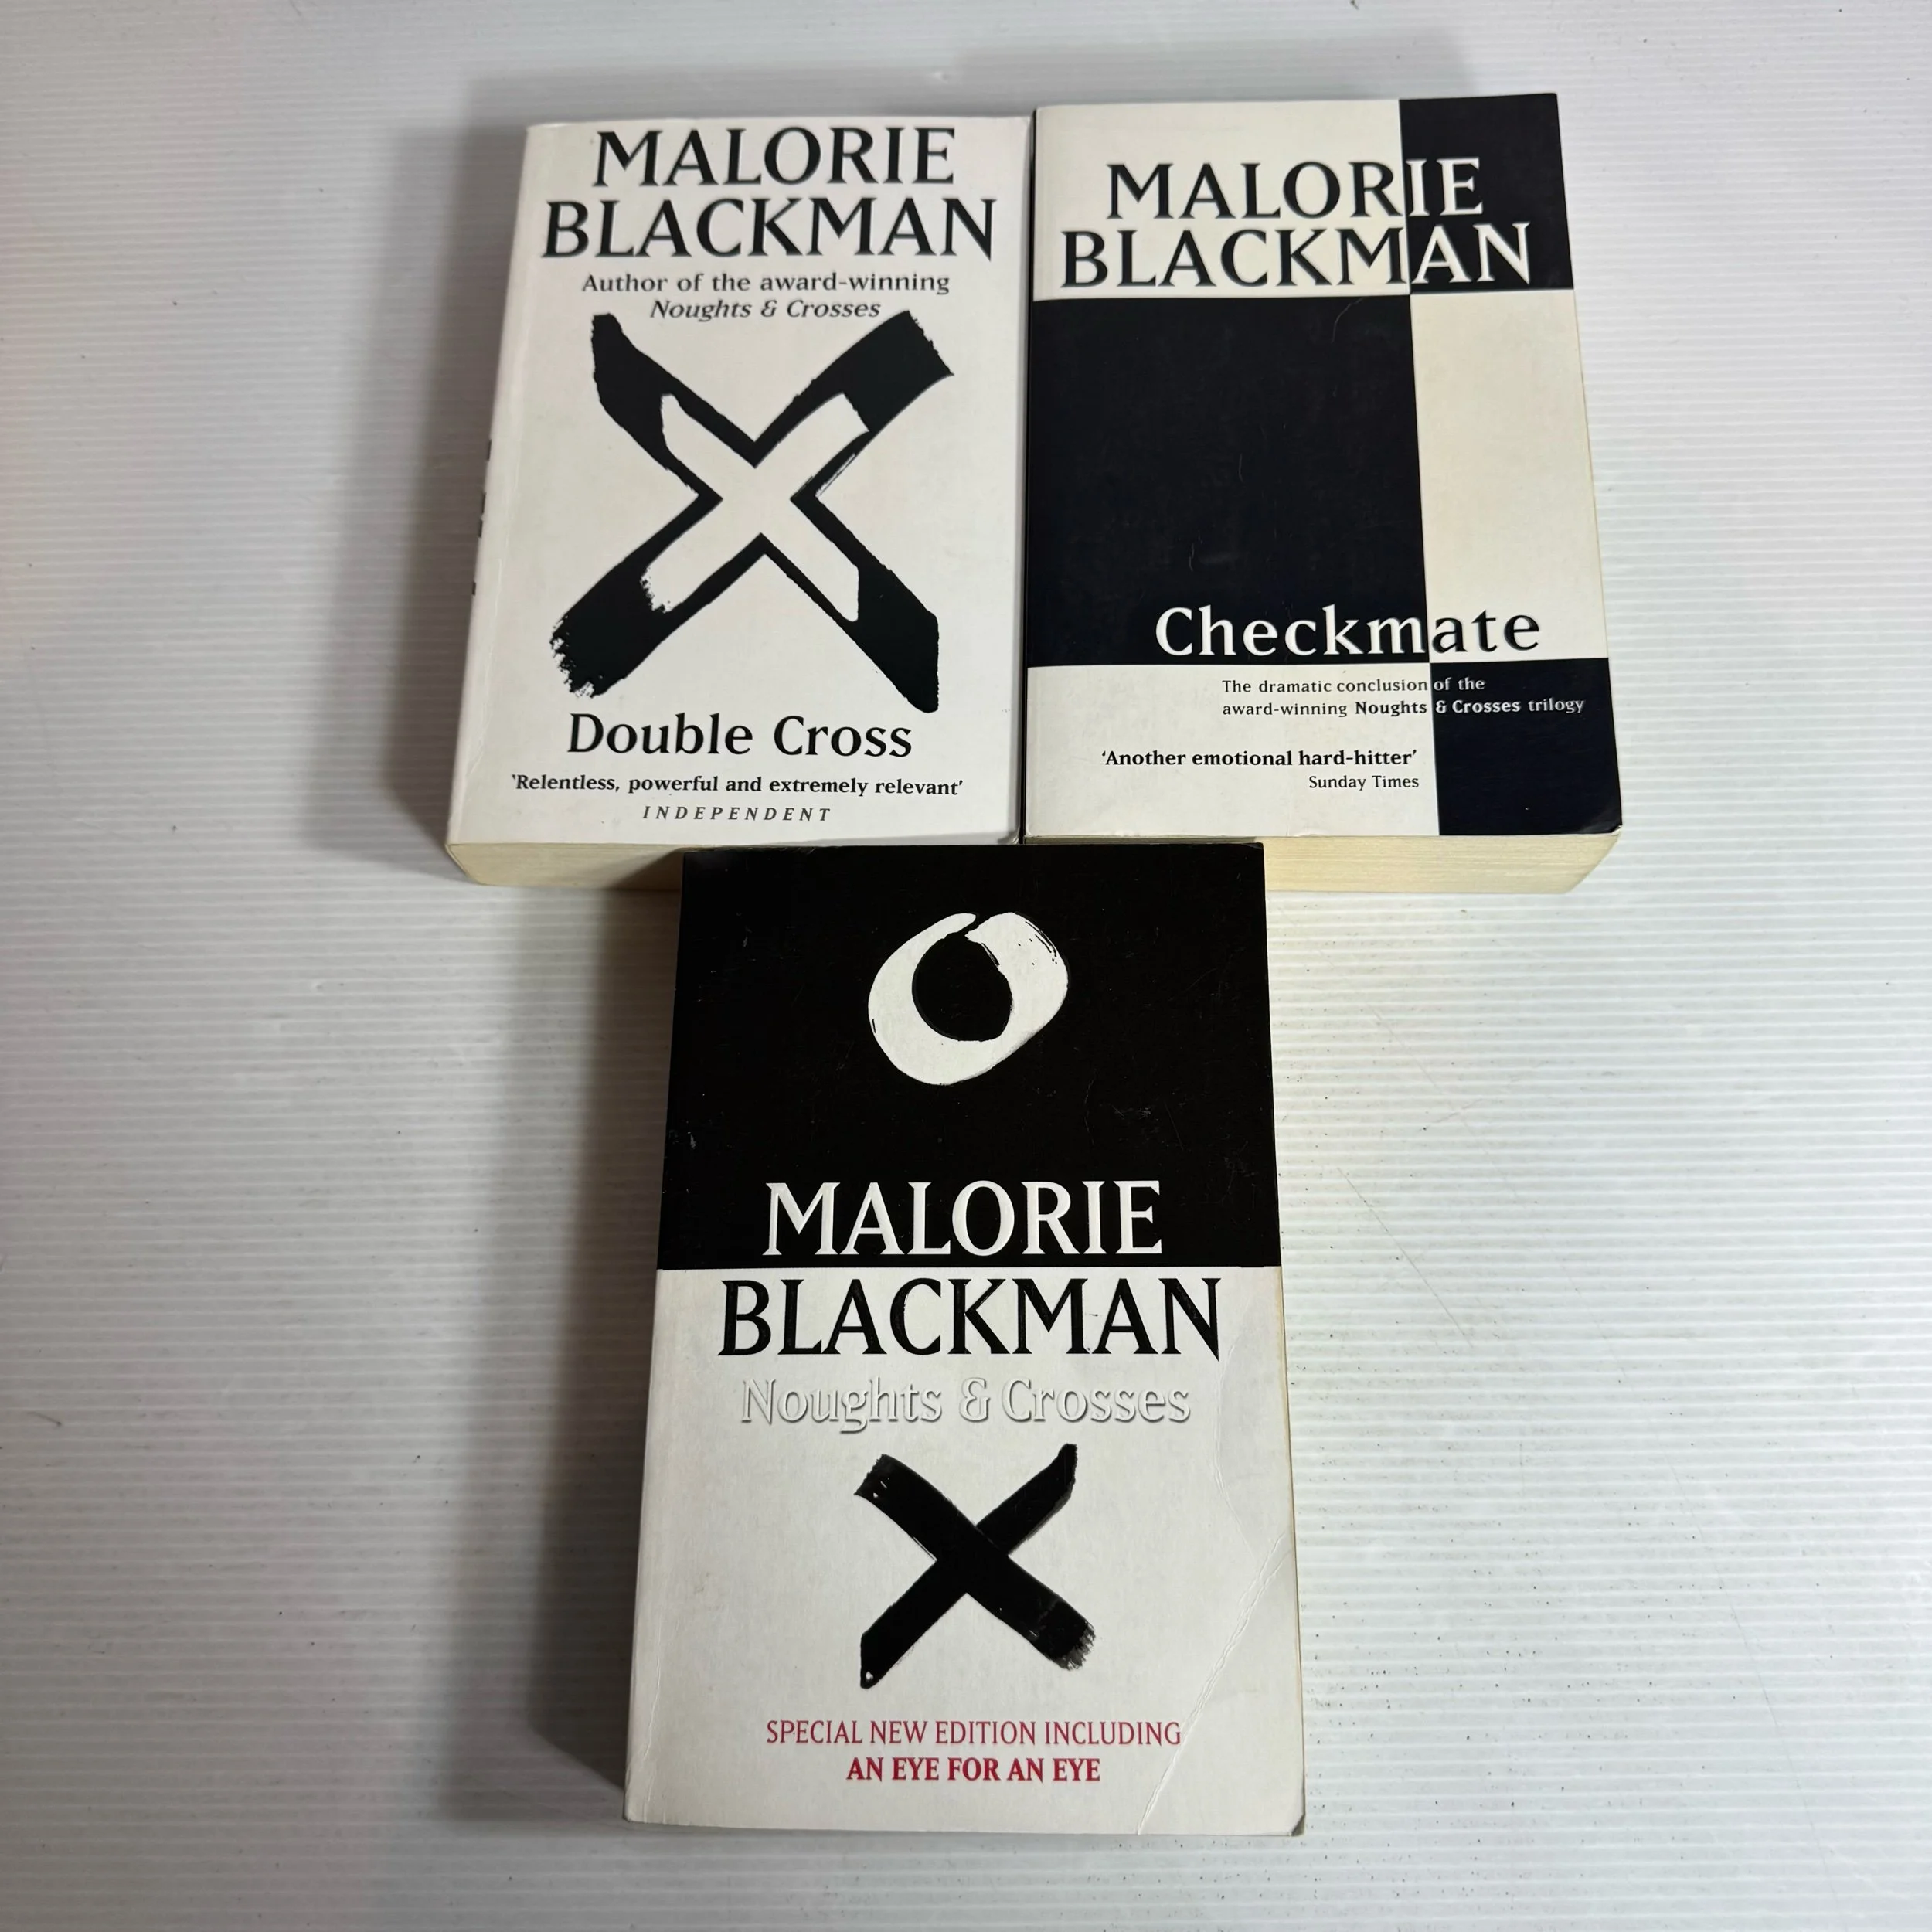 MALORIE
BLACKMAN
Author of the award-winning
Noughts & Crosses
Double Cross
'Relentless, powerful and extremely relevant'
INDEPENDENT
MALORIE
BLACKMAN
Checkmate
The dramatic conclusion of the
award-winning Noughts & Crosses trilogy
'Another emotional hard-hitter'
Sunday Times
MALORIE
BLACKMAN
Noughts & Crosses
SPECIAL NEW EDITION INCLUDING
AN EYE FOR AN EYE